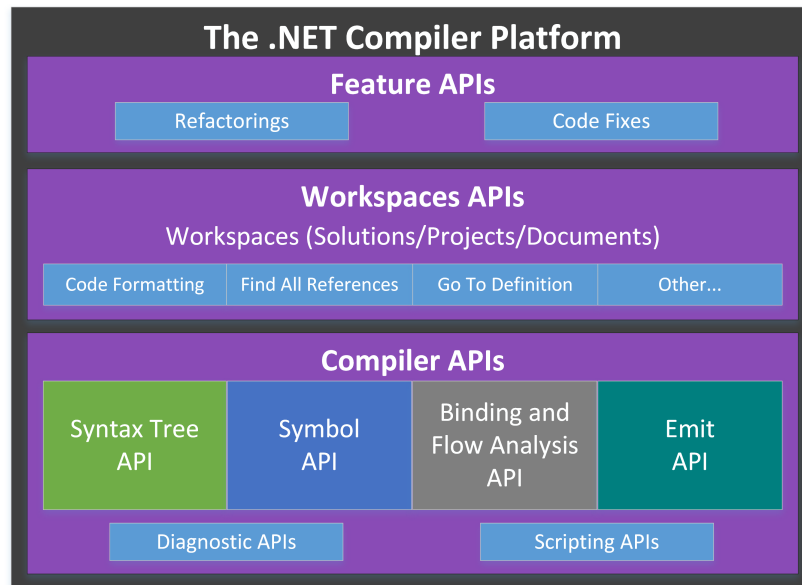 The .NET Compiler Platform
Feature APIs
Refactorings
Code Fixes
Workspaces APIs
Workspaces (Solutions/Projects/Documents)
Code Formatting
Find All References
Go To Definition
Other...
Compiler APIs
Syntax Tree
API
Symbol
API
Binding and
Flow Analysis
API
Emit
API
Diagnostic APIs
Scripting APIs